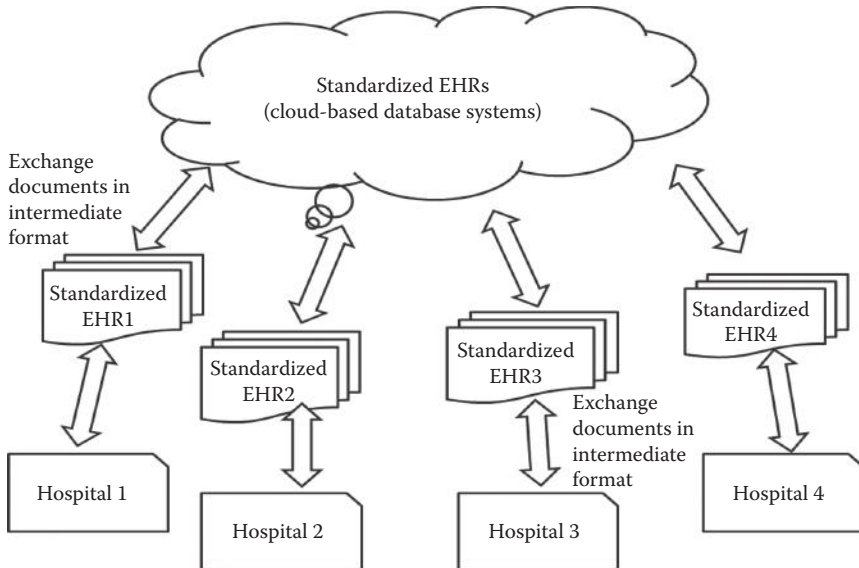 Standardized EHRs
(cloud-based database systems)
Exchange
documents in
intermediate
format
Standardized
EHR1
Standardized
EHR2
Standardized
EHR3
Standardized
EHR4
Exchange
documents in
intermediate
format
Hospital 1
Hospital 2
Hospital 3
Hospital 4